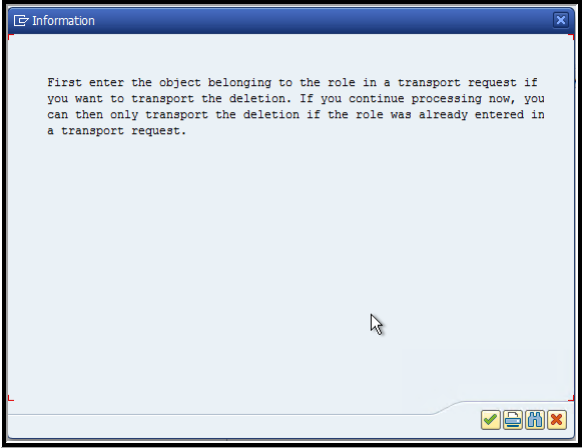 Information
First enter the object belonging to the role in a transport request if
you want to transport the deletion. If you continue processing now, you
can then only transport the deletion if the role was already entered in
a transport request.